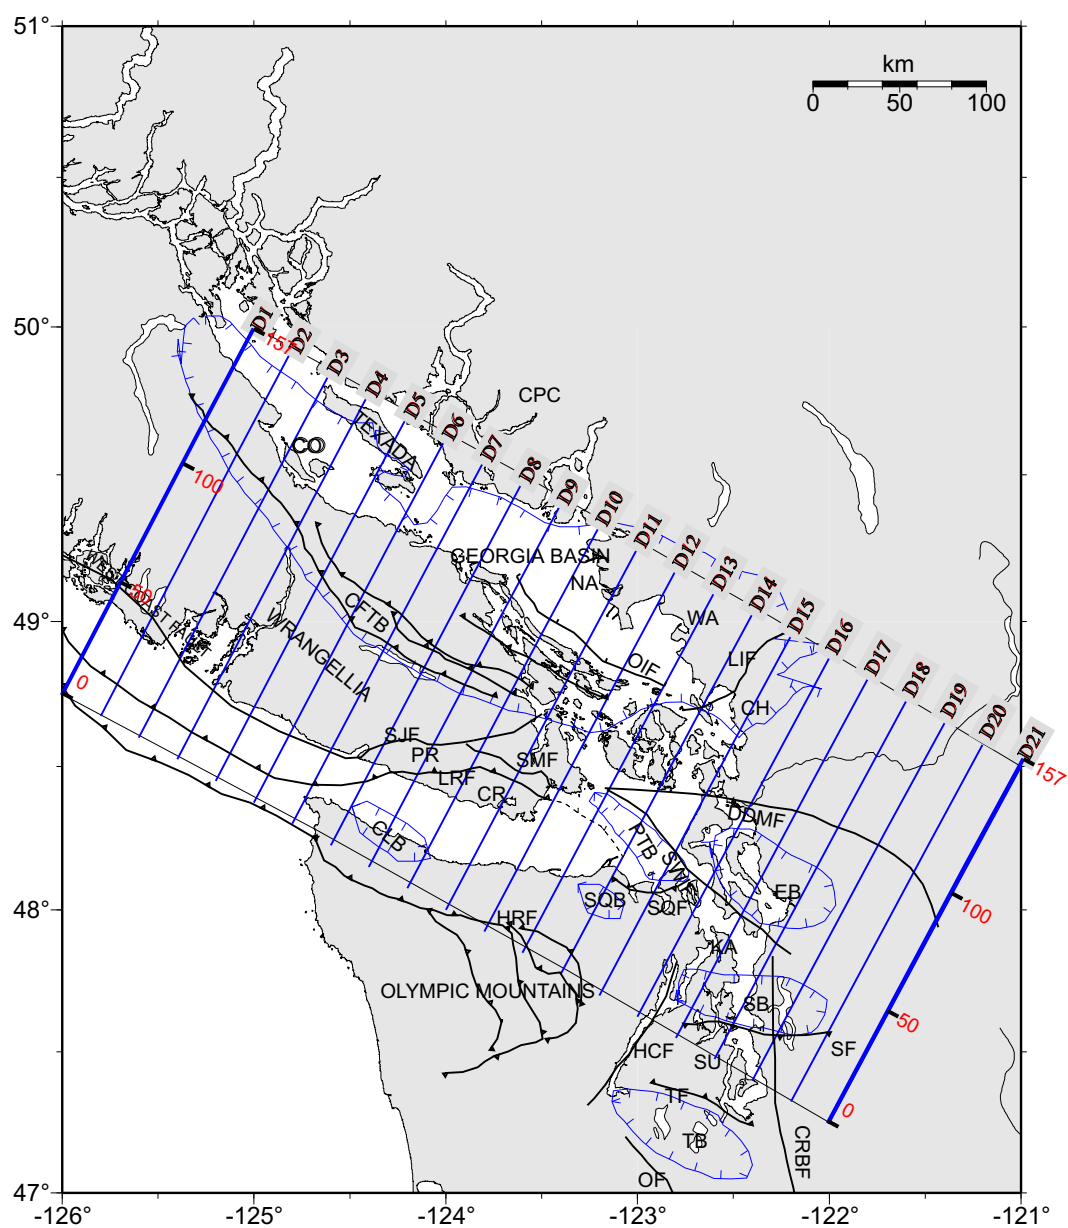 51°
50°
49°
48°
47°
-126°
-125°
-124°
-123°
-122°
-121°
km
0
50
100
D1
D2
D3
D4
D5
D6
D7
D8
D9
D10
D11
D12
D13
D14
D15
D16
D17
D18
D19
D20
D21
157
100
50
0
157
100
50
0
CPC
TEXADA
CO
GEORGIA BASIN
NA
WA
CFTB
WRANGELLIA
OIF
LIF
CH
SJF
PR
SMF
LRF
CR
CLB
PTB
SWI
DDMF
EB
SQB
SQF
HRF
KA
OLYMPIC MOUNTAINS
SB
SF
HCF
SU
TF
TB
CRBF
OF